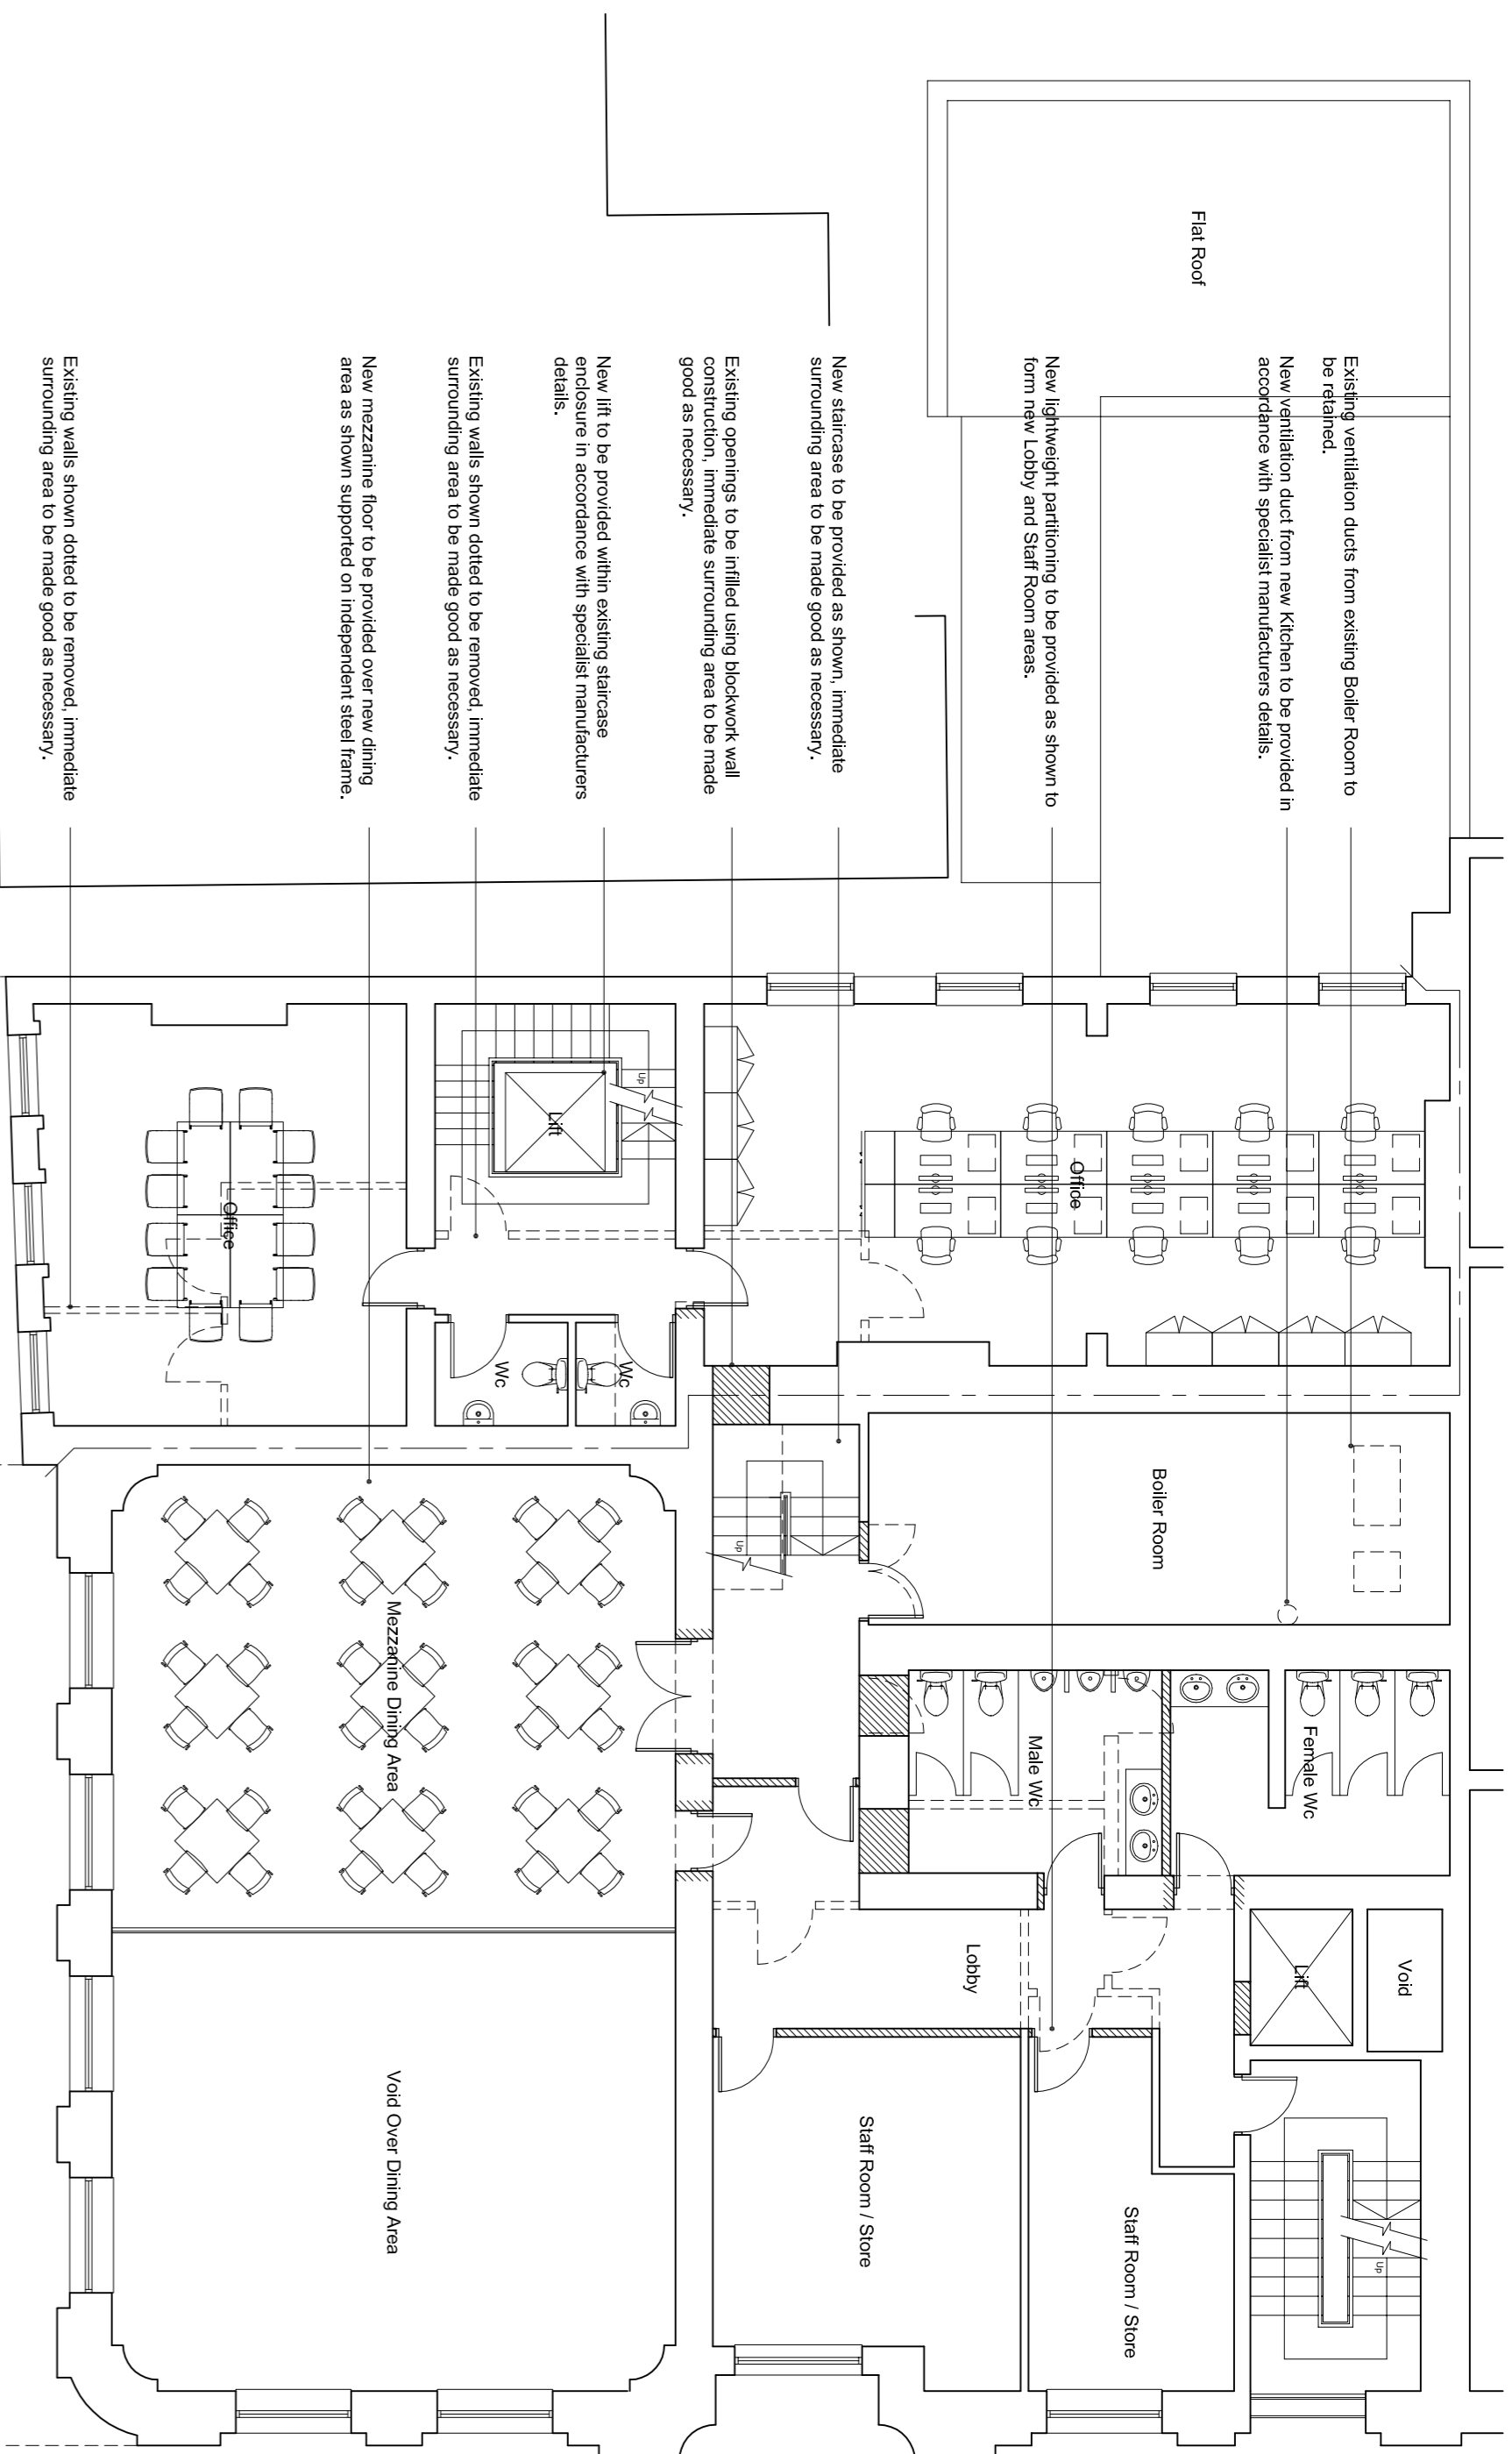 Flat Roof
Existing ventilation ducts from existing Boiler Room to
be retained.
New ventilation duct from new Kitchen to be provided in
accordance with specialist manufacturers details.
New lightweight partitioning to be provided as shown to
form new Lobby and Staff Room areas.
New staircase to be provided as shown, immediate
surrounding area to be made good as necessary.
Existing openings to be infilled using blockwork wall
construction, immediate surrounding area to be made
good as necessary.
New lift to be provided within existing staircase
enclosure in accordance with specialist manufacturers
details.
Existing walls shown dotted to be removed, immediate
surrounding area to be made good as necessary.
New mezzanine floor to be provided over new dining
area as shown supported on independent steel frame.
Existing walls shown dotted to be removed, immediate
surrounding area to be made good as necessary.
Office
Up
Lift
Office
Wc
Wc
Boiler Room
Up
Mezzanine Dining Area
Female Wc
Male Wc
Void
Lift
Lobby
Void Over Dining Area
Staff Room / Store
Staff Room / Store
Up